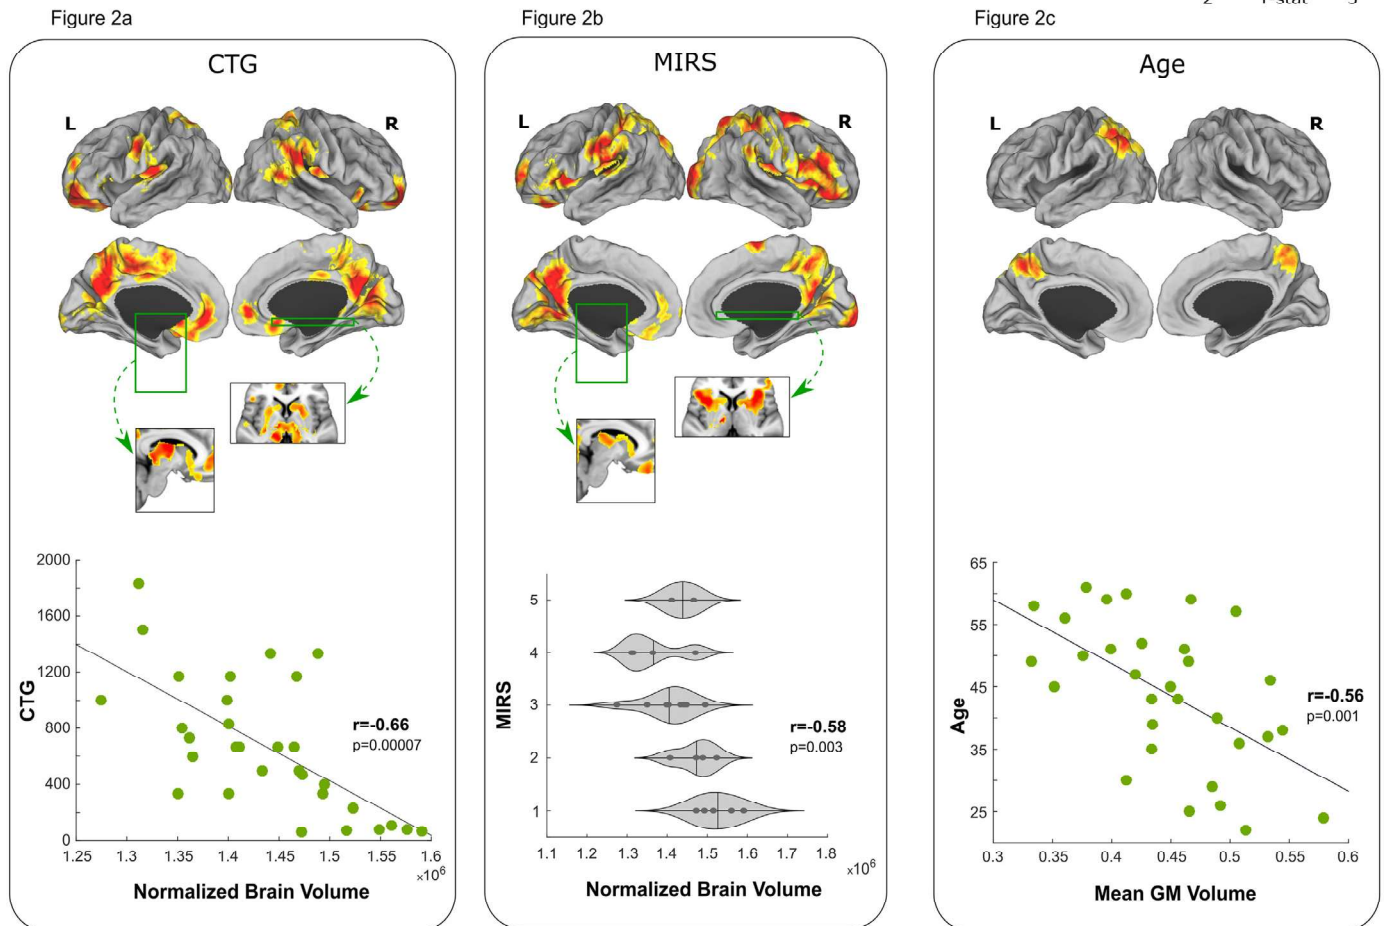 Figure 2a
Figure 2b
Figure 2c
CTG
L
R
2000
1600
1200
800
400
0
CTG
r=-0.66
p=0.00007
1.25
1.3
1.35
1.4
1.45
1.5
1.55
1.6
×10⁶
Normalized Brain Volume
MIRS
L
R
5
4
3
2
1
MIRS
r=-0.58
p=0.003
1.1
1.2
1.3
1.4
1.5
1.6
1.7
1.8
×10⁶
Normalized Brain Volume
Age
L
R
65
55
45
35
25
Age
r=-0.56
p=0.001
0.3
0.35
0.4
0.45
0.5
0.55
0.6
Mean GM Volume